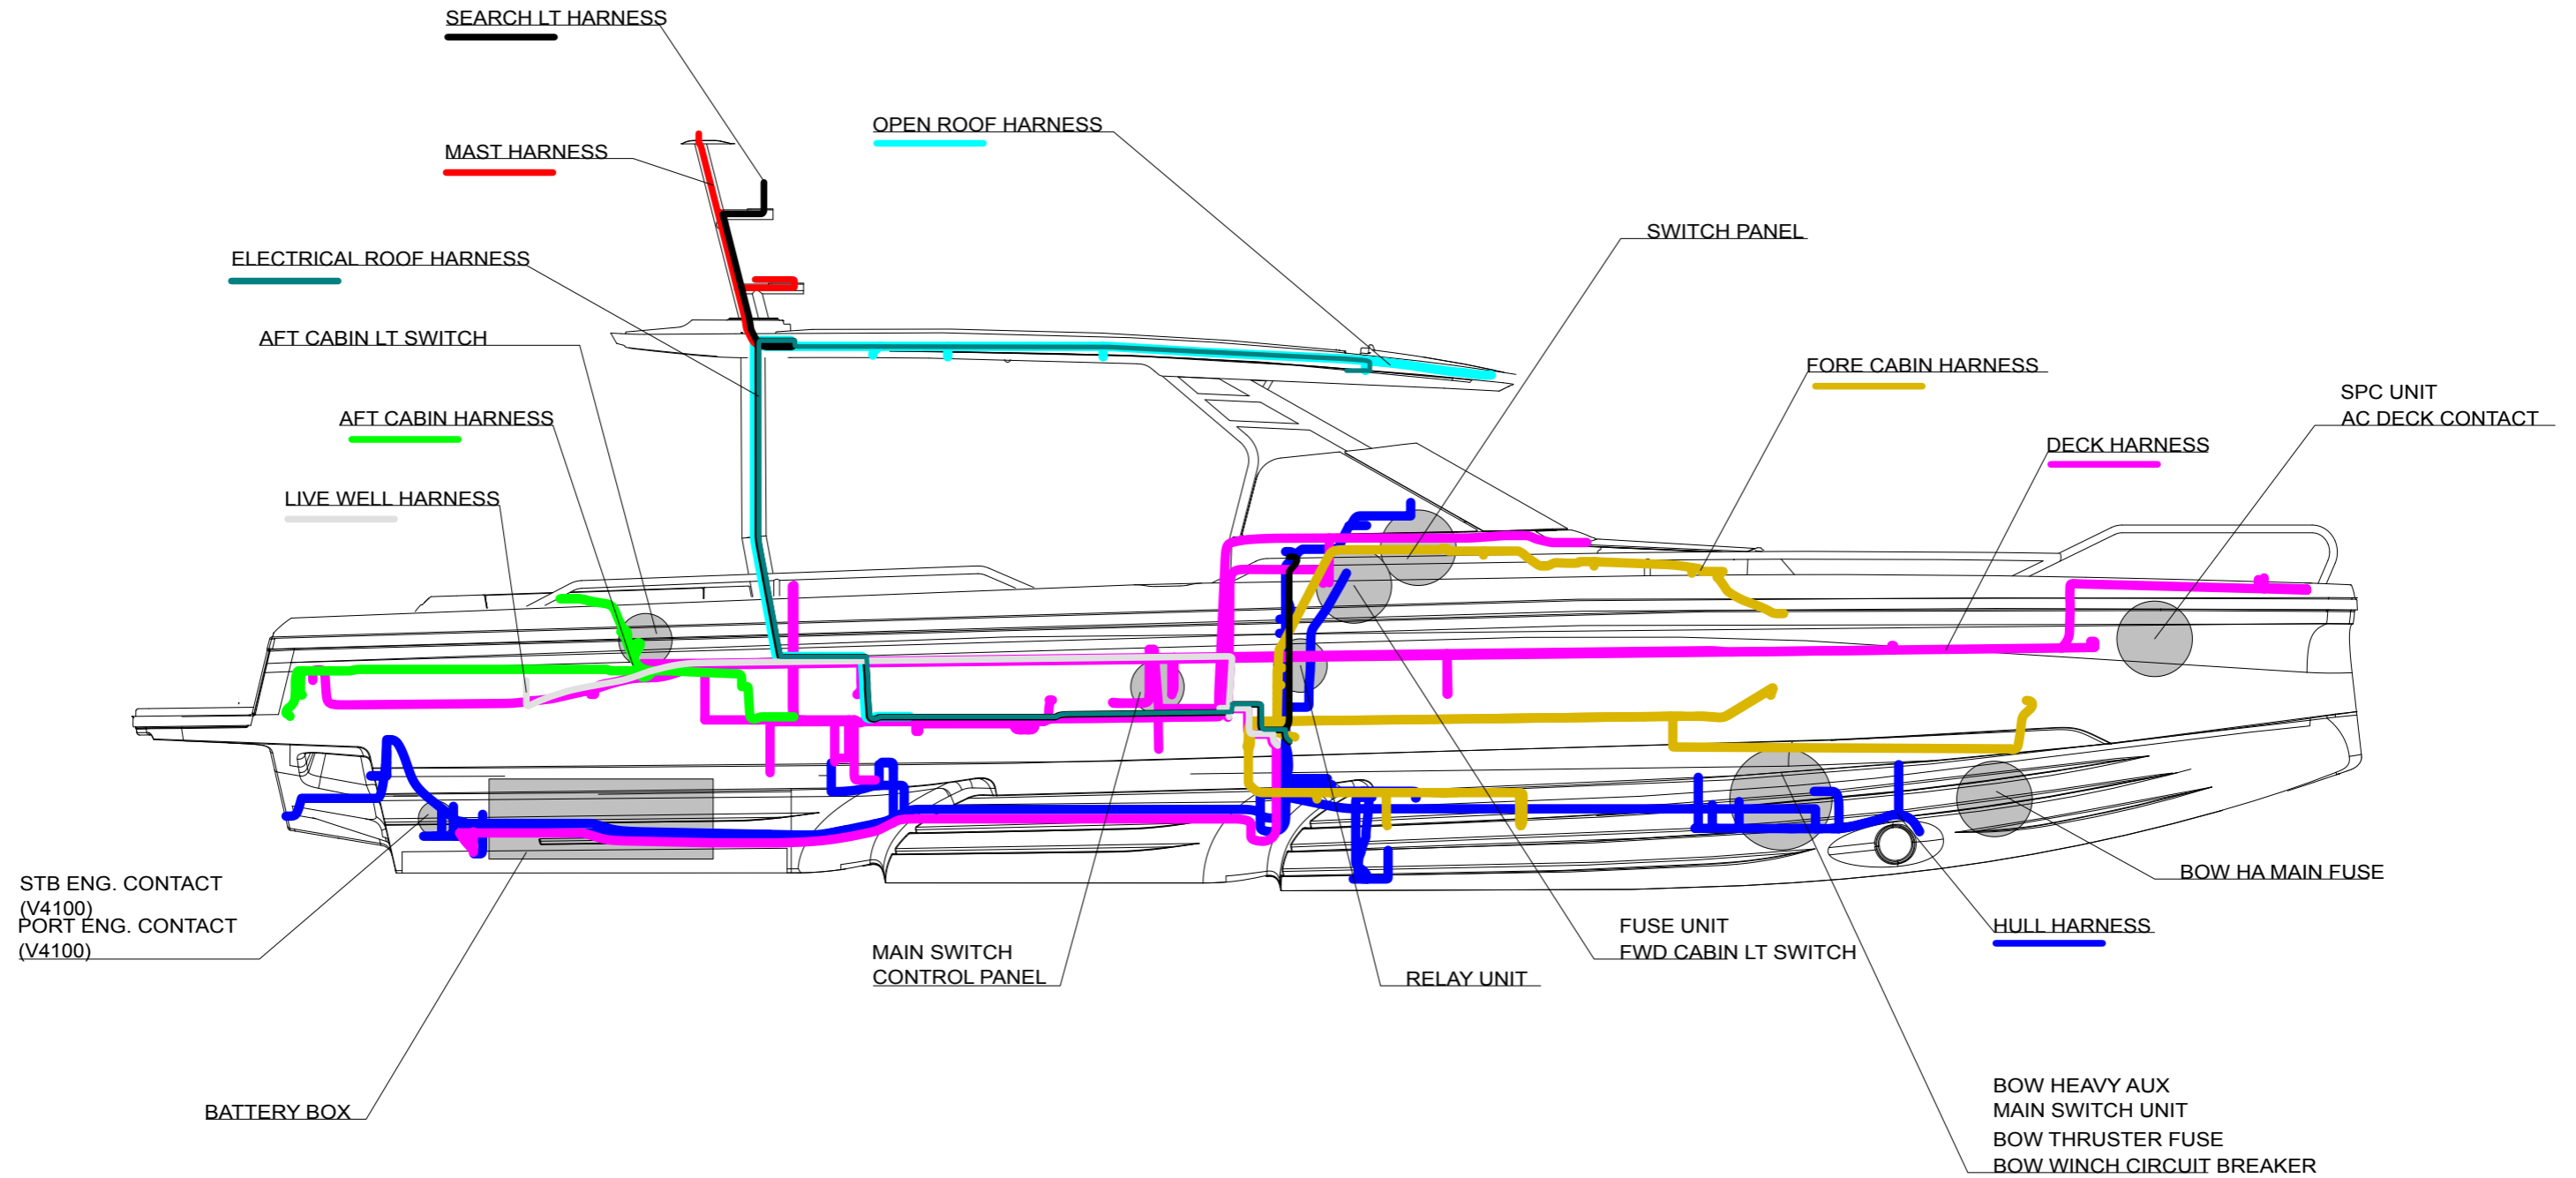 SEARCH LT HARNESS
OPEN ROOF HARNESS
MAST HARNESS
SWITCH PANEL
ELECTRICAL ROOF HARNESS
AFT CABIN LT SWITCH
FORE CABIN HARNESS
SPC UNIT
AC DECK CONTACT
AFT CABIN HARNESS
DECK HARNESS
LIVE WELL HARNESS
STB ENG. CONTACT
(V4100)
PORT ENG. CONTACT
(V4100)
BOW HA MAIN FUSE
MAIN SWITCH
CONTROL PANEL
FUSE UNIT
FWD CABIN LT SWITCH
HULL HARNESS
RELAY UNIT
BATTERY BOX
BOW HEAVY AUX
MAIN SWITCH UNIT
BOW THRUSTER FUSE
BOW WINCH CIRCUIT BREAKER